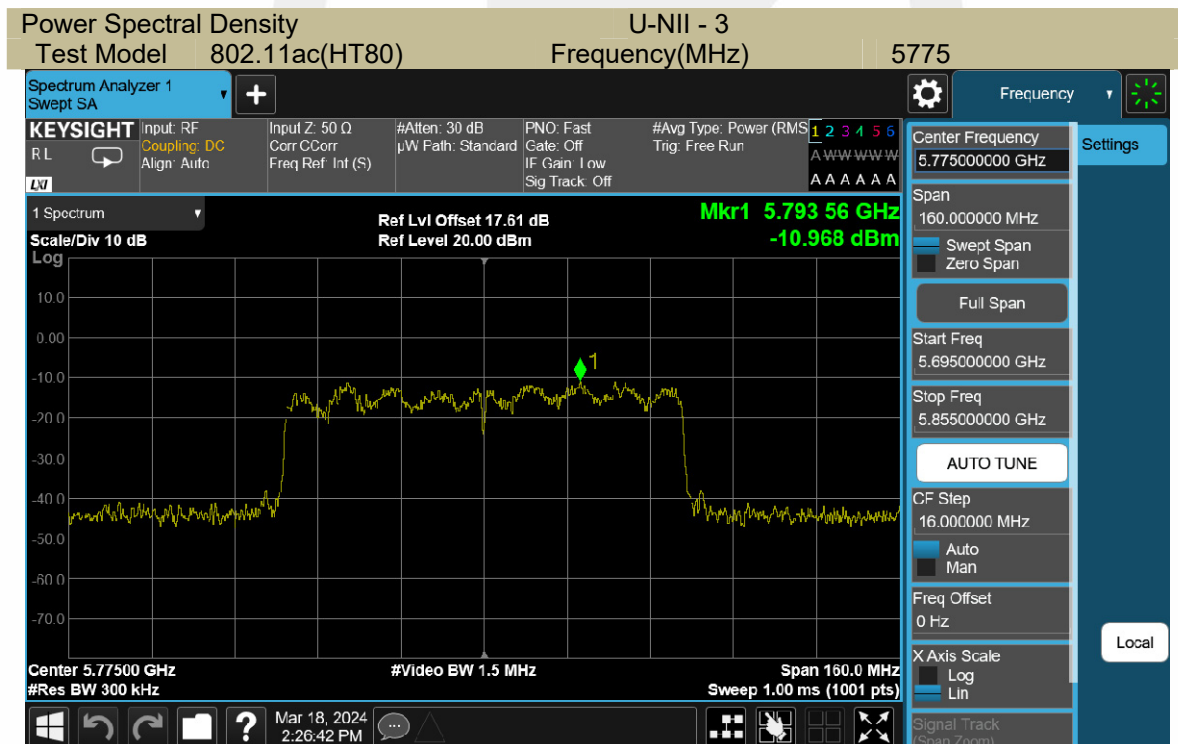 Power Spectral Density U-NII - 3
Test Model 802.11ac(HT80) Frequency(MHz) 5775
Spectrum Analyzer 1
Swept SA
+
Frequency
KEYSIGHT
R L
LXI
Input: RF
Coupling: DC
Align: Auto
Input Z: 50 Ω
Corr CCorr
Freq Ref: Int (S)
#Atten: 30 dB
µW Path: Standard
PNO: Fast
Gate: Off
IF Gain: Low
Sig Track: Off
#Avg Type: Power (RMS
Trig: Free Run
1 2 3 4 5 6
A W W W W W
A A A A A A
1 Spectrum
Scale/Div 10 dB
Log
Ref Lvl Offset 17.61 dB
Ref Level 20.00 dBm
Mkr1 5.793 56 GHz
-10.968 dBm
10.0
0.00
-10.0
-20.0
-30.0
-40.0
-50.0
-60.0
-70.0
1
Center 5.77500 GHz
#Res BW 300 kHz
#Video BW 1.5 MHz
Span 160.0 MHz
Sweep 1.00 ms (1001 pts)
Center Frequency
5.775000000 GHz
Settings
Span
160.000000 MHz
Swept Span
Zero Span
Full Span
Start Freq
5.695000000 GHz
Stop Freq
5.855000000 GHz
AUTO TUNE
CF Step
16.000000 MHz
Auto
Man
Freq Offset
0 Hz
X Axis Scale
Log
Lin
Local
Signal Track
(Span Zoom)
?
Mar 18, 2024
2:26:42 PM